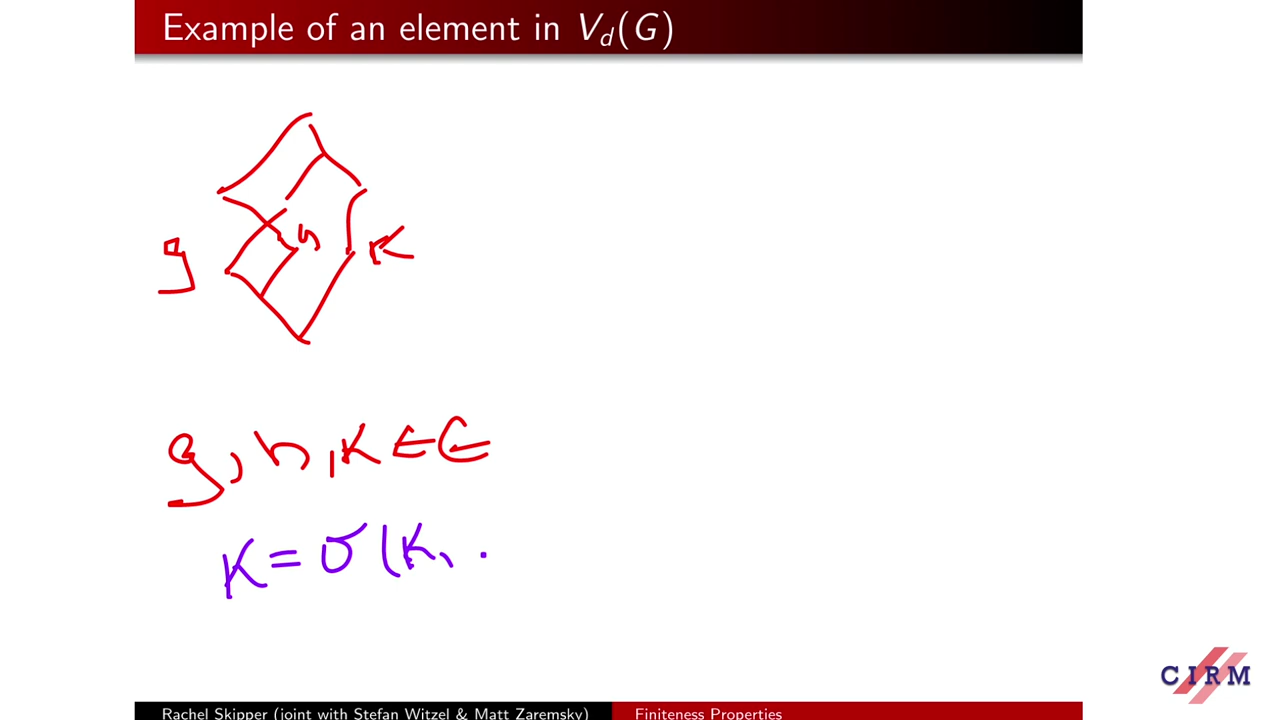 Example of an element in V_d(G)
g h K
g, h, K ∈ G
K = σ(K, .
CIRM
Rachel Skipper (joint with Stefan Witzel & Matt Zaremsky) Finiteness Properties